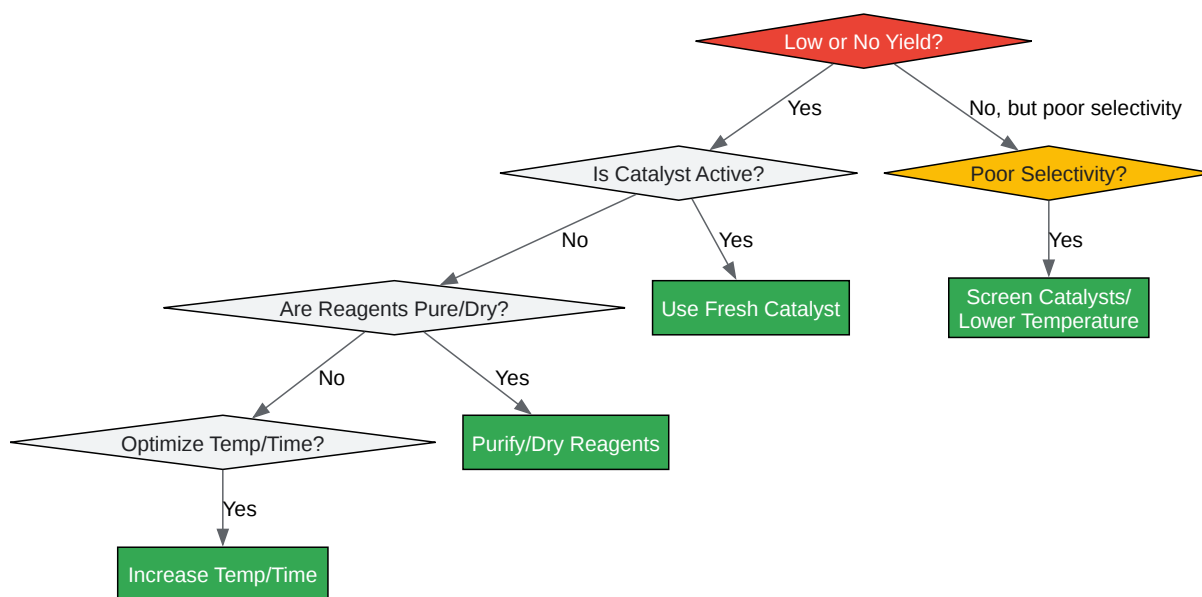 Low or No Yield?
Yes
No, but poor selectivity
Is Catalyst Active?
Poor Selectivity?
No
Yes
Yes
Are Reagents Pure/Dry?
Use Fresh Catalyst
Screen Catalysts/
Lower Temperature
No
Yes
Optimize Temp/Time?
Purify/Dry Reagents
Yes
Increase Temp/Time